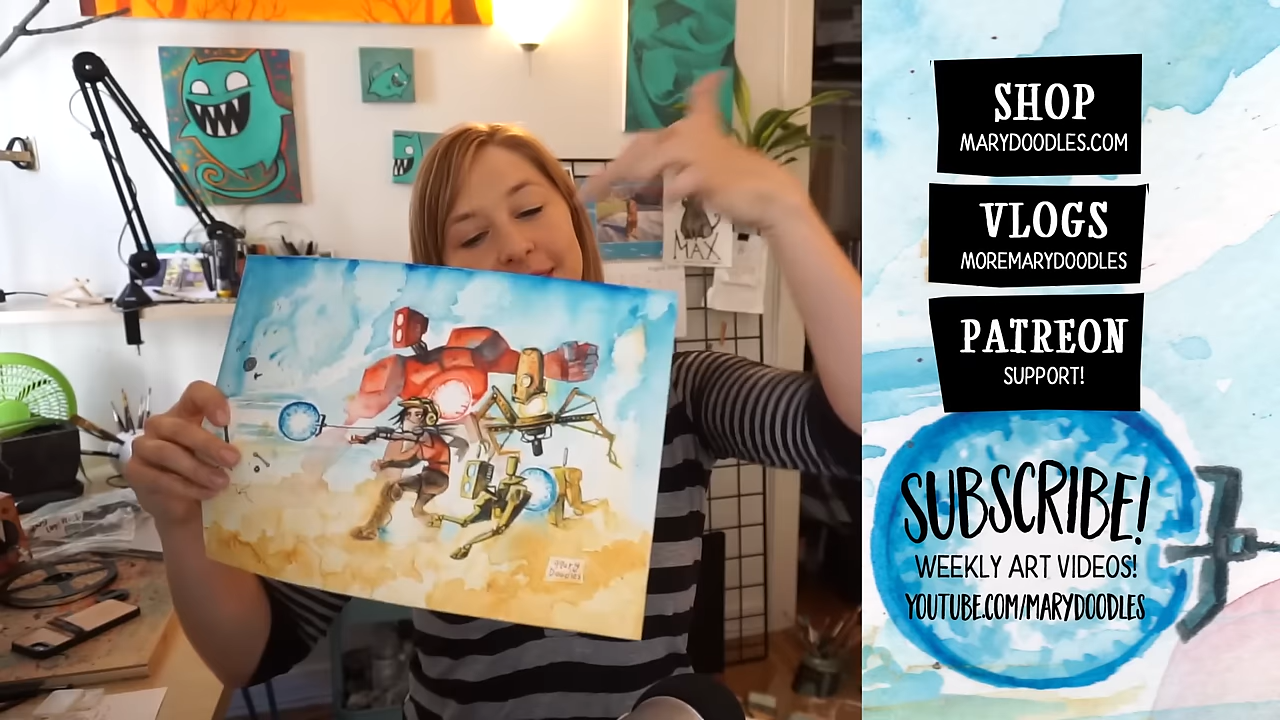 MAX
Mary
Doodles
SHOP
MARYDOODLES.COM
VLOGS
MOREMARYDOODLES
PATREON
SUPPORT!
SUBSCRIBE!
WEEKLY ART VIDEOS!
YOUTUBE.COM/MARYDOODLES